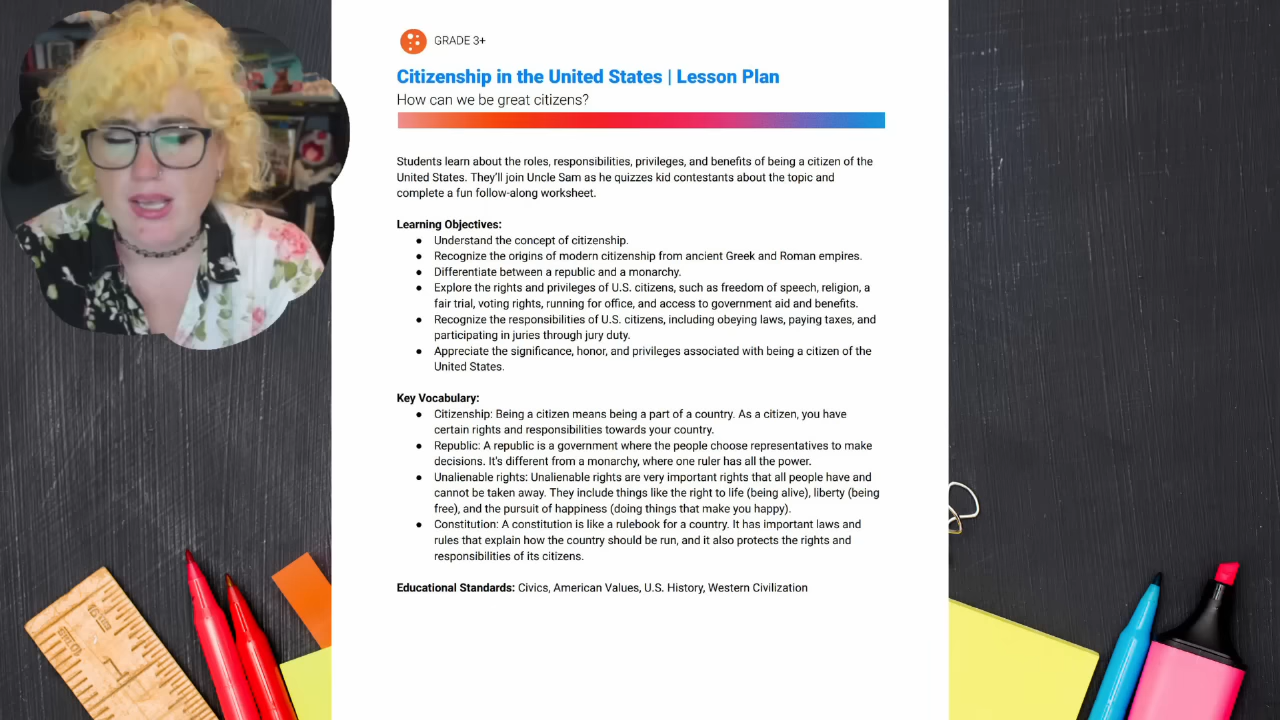 GRADE 3+
Citizenship in the United States | Lesson Plan
How can we be great citizens?
Students learn about the roles, responsibilities, privileges, and benefits of being a citizen of the
United States. They’ll join Uncle Sam as he quizzes kid contestants about the topic and
complete a fun follow-along worksheet.
Learning Objectives:
● Understand the concept of citizenship.
● Recognize the origins of modern citizenship from ancient Greek and Roman empires.
● Differentiate between a republic and a monarchy.
● Explore the rights and privileges of U.S. citizens, such as freedom of speech, religion, a
fair trial, voting rights, running for office, and access to government aid and benefits.
● Recognize the responsibilities of U.S. citizens, including obeying laws, paying taxes, and
participating in juries through jury duty.
● Appreciate the significance, honor, and privileges associated with being a citizen of the
United States.
Key Vocabulary:
● Citizenship: Being a citizen means being a part of a country. As a citizen, you have
certain rights and responsibilities towards your country.
● Republic: A republic is a government where the people choose representatives to make
decisions. It's different from a monarchy, where one ruler has all the power.
● Unalienable rights: Unalienable rights are very important rights that all people have and
cannot be taken away. They include things like the right to life (being alive), liberty (being
free), and the pursuit of happiness (doing things that make you happy).
● Constitution: A constitution is like a rulebook for a country. It has important laws and
rules that explain how the country should be run, and it also protects the rights and
responsibilities of its citizens.
Educational Standards: Civics, American Values, U.S. History, Western Civilization